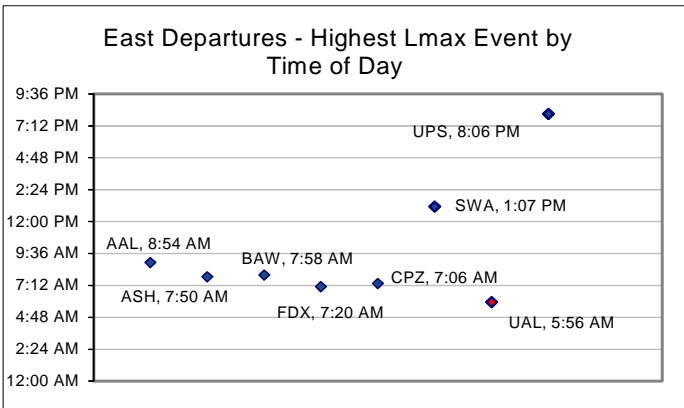 East Departures - Highest Lmax Event by
Time of Day
9:36 PM
7:12 PM
UPS, 8:06 PM
4:48 PM
2:24 PM
SWA, 1:07 PM
12:00 PM
AAL, 8:54 AM
9:36 AM
BAW, 7:58 AM
7:12 AM
CPZ, 7:06 AM
ASH, 7:50 AM
FDX, 7:20 AM
4:48 AM
UAL, 5:56 AM
2:24 AM
12:00 AM